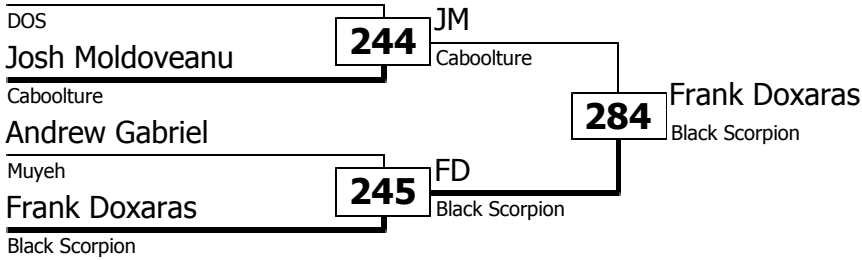 DOS
Josh Moldoveanu
Caboolture
Andrew Gabriel
Muyeh
Frank Doxaras
Black Scorpion
244
245
JM
Caboolture
FD
Black Scorpion
284
Frank Doxaras
Black Scorpion